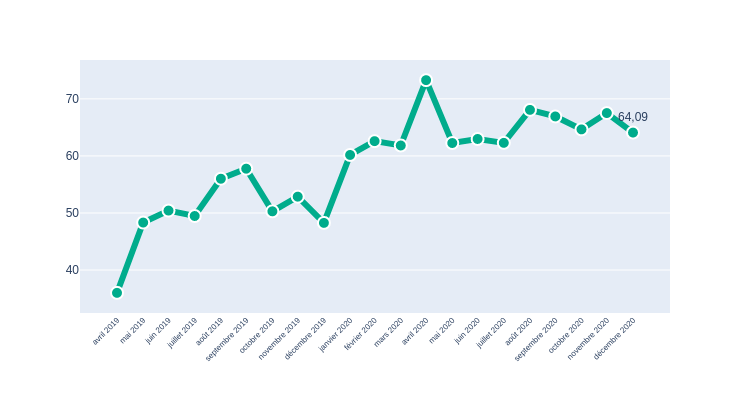 70
60
50
40
64,09
avril 2019
mai 2019
juin 2019
juillet 2019
août 2019
septembre 2019
octobre 2019
novembre 2019
décembre 2019
janvier 2020
février 2020
mars 2020
avril 2020
mai 2020
juin 2020
juillet 2020
août 2020
septembre 2020
octobre 2020
novembre 2020
décembre 2020